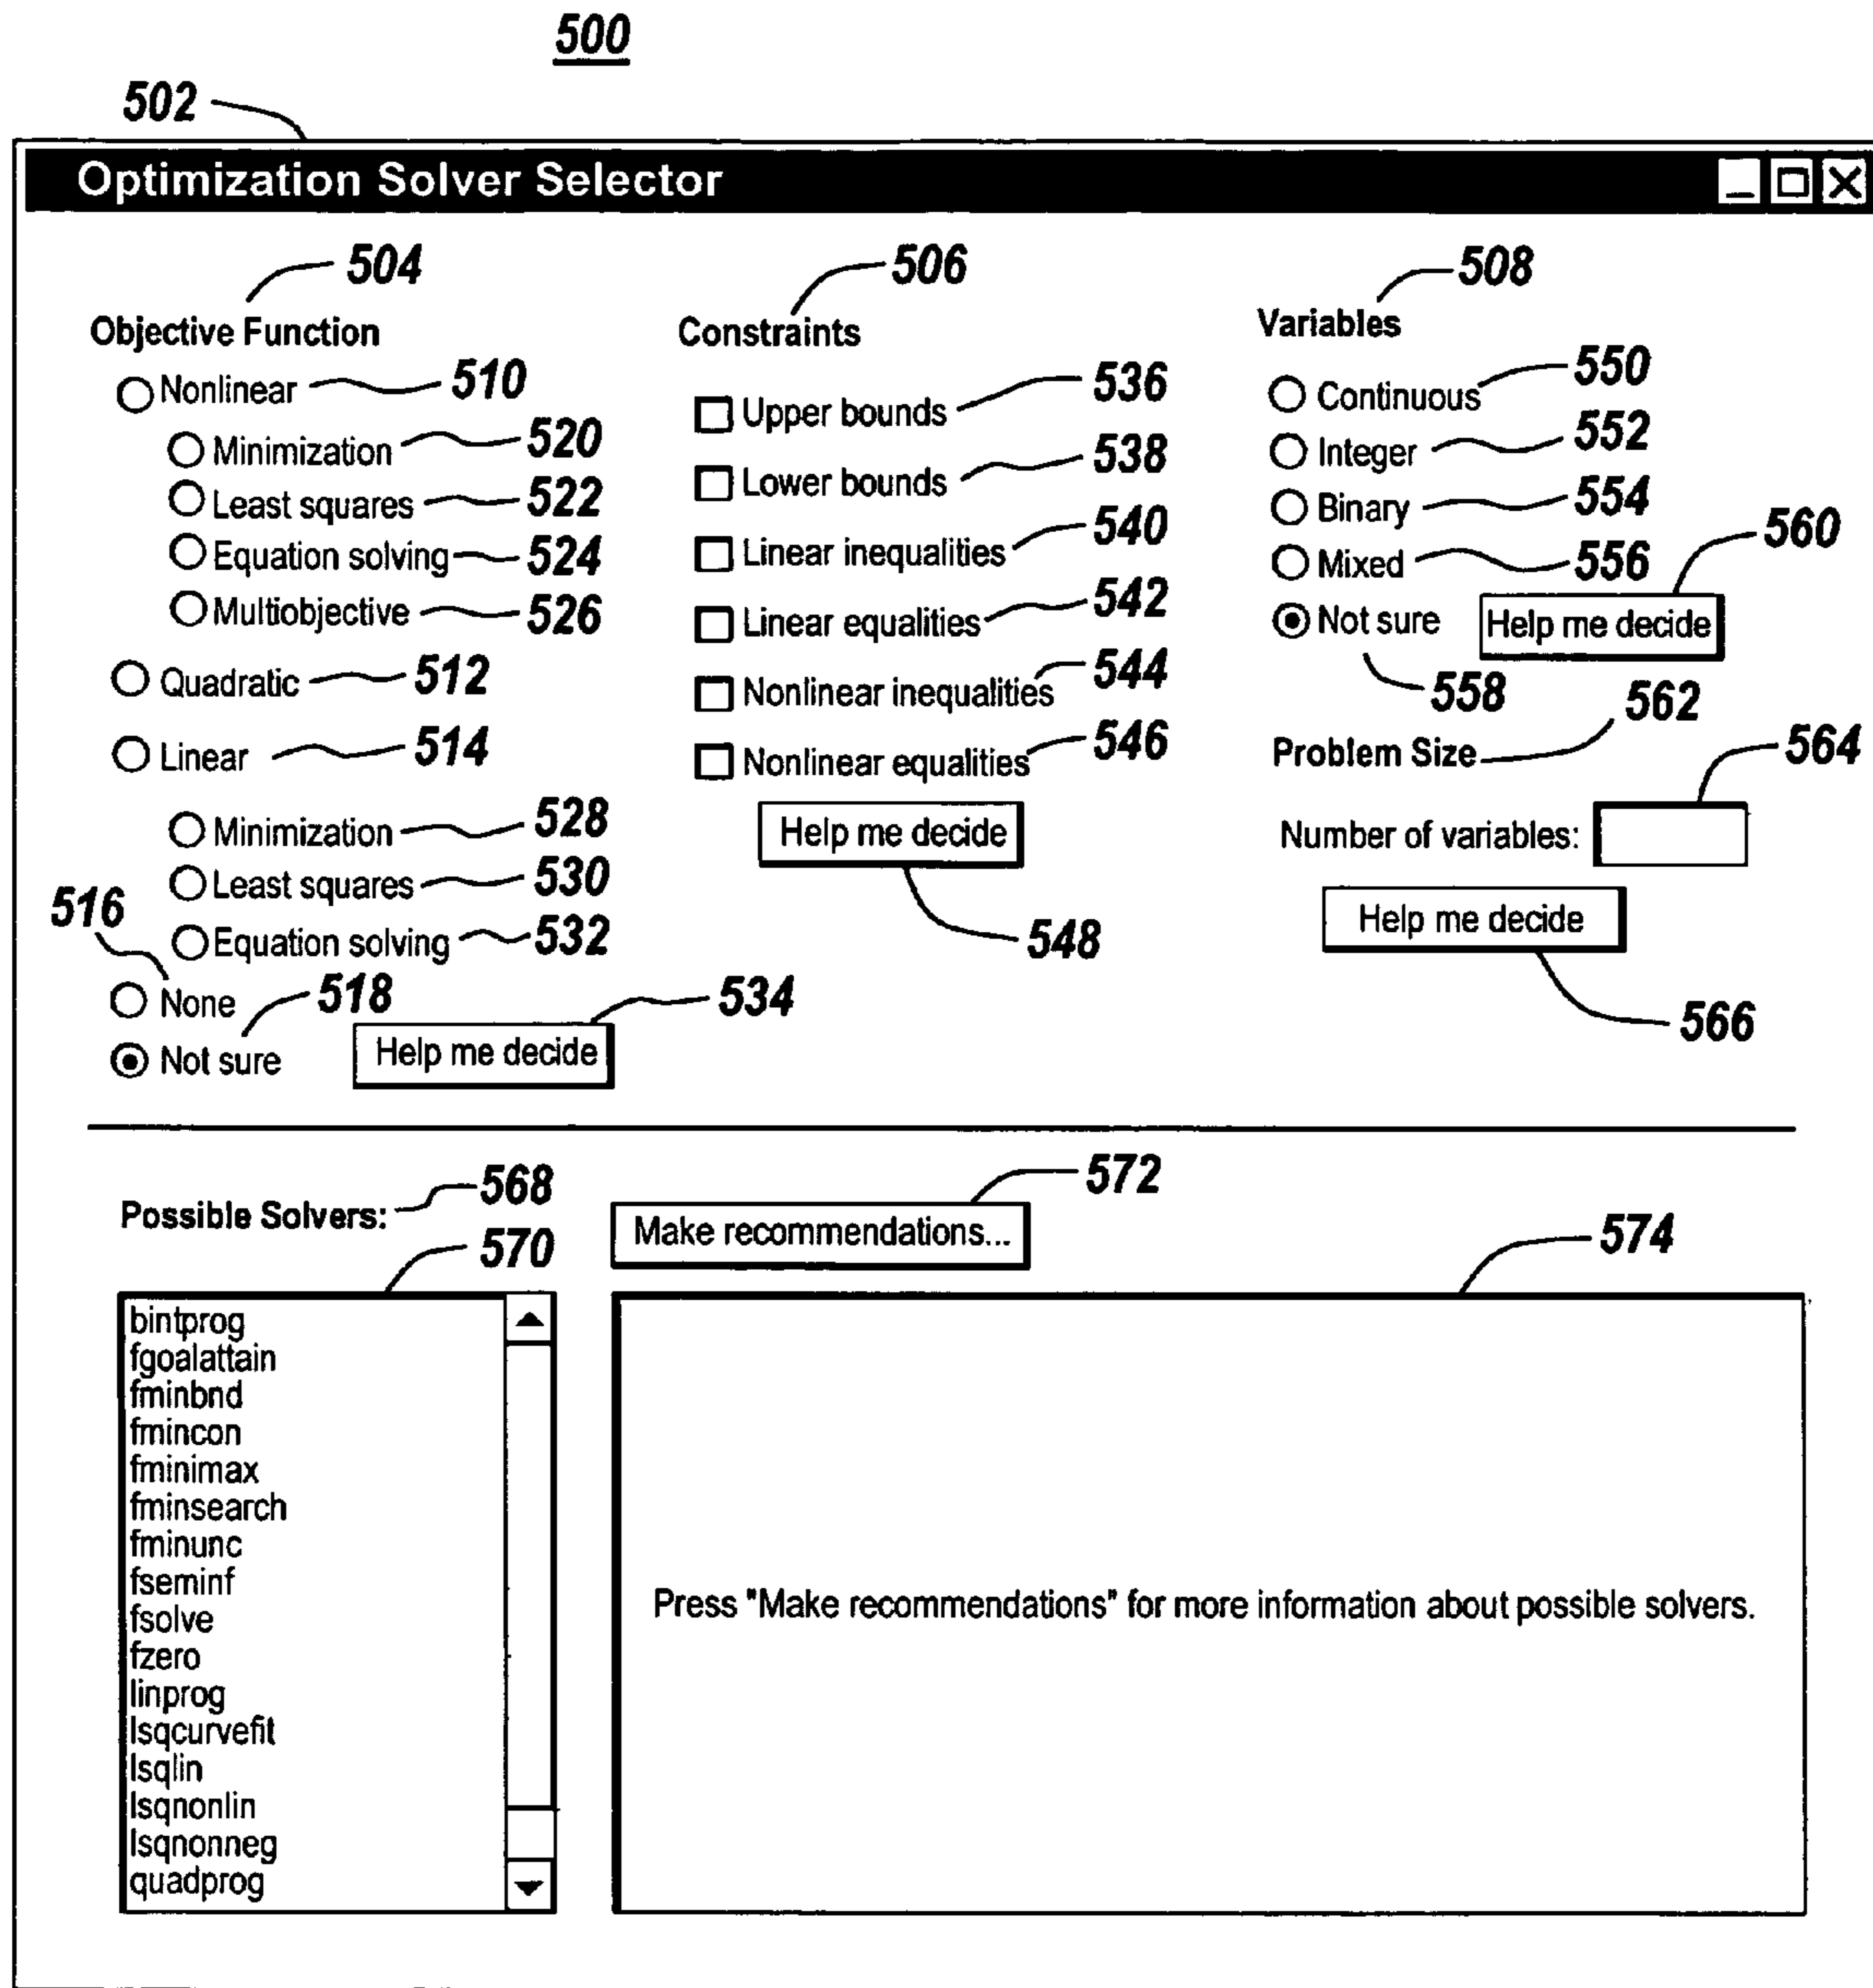 500
502
Optimization Solver Selector
504
Objective Function
Nonlinear 510
Minimization 520
Least squares 522
Equation solving 524
Multiobjective 526
Quadratic 512
Linear 514
Minimization 528
Least squares 530
516
Equation solving 532
None 518
534
Not sure Help me decide
506
Constraints
Upper bounds 536
Lower bounds 538
Linear inequalities 540
Linear equalities 542
Nonlinear inequalities 544
Nonlinear equalities 546
Help me decide
548
508
Variables
Continuous 550
Integer 552
Binary 554
Mixed 556 560
Not sure Help me decide
558
562
Problem Size 564
Number of variables:
Help me decide
566
Possible Solvers: 568
570
572
Make recommendations...
574
bintprog
fgoalattain
fminbnd
fmincon
fminimax
fminsearch
fminunc
fseminf
fsolve
fzero
linprog
lsqcurvefit
lsqlin
lsqnonlin
lsqnonneg
quadprog
Press "Make recommendations" for more information about possible solvers.